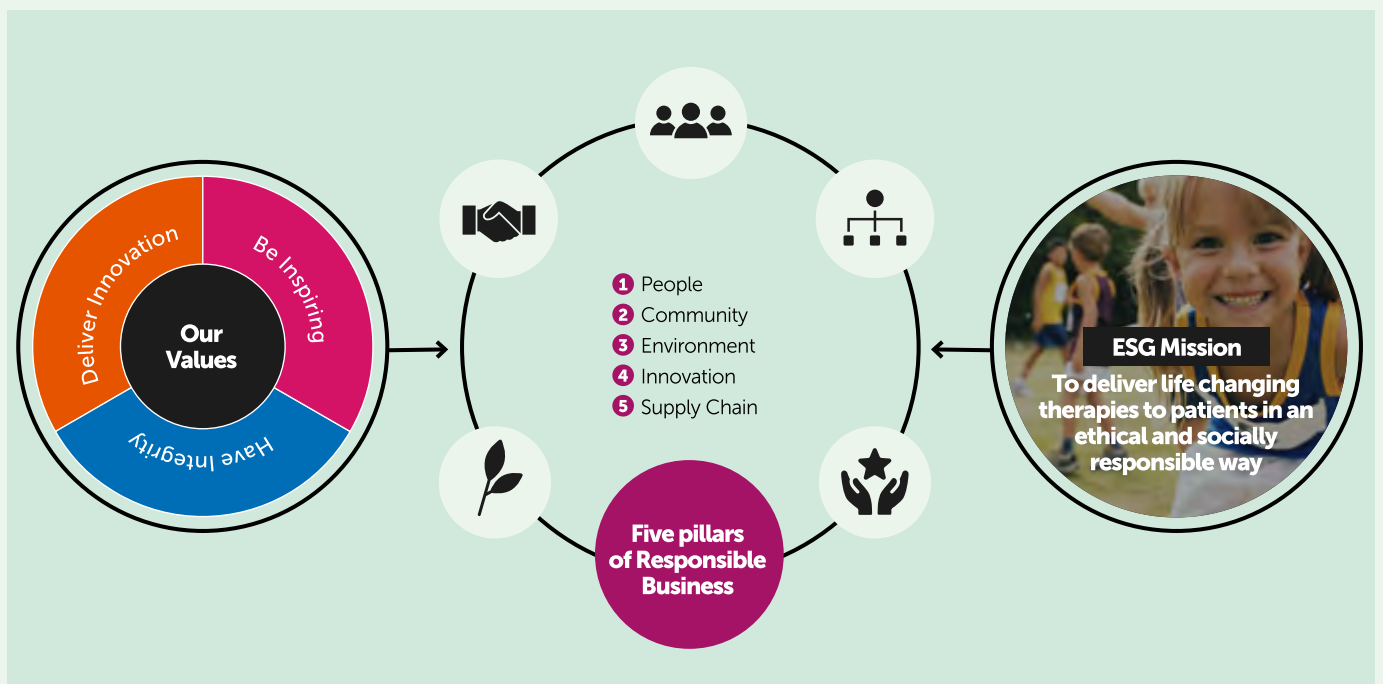 Deliver Innovation
Be Inspiring
Have Integrity
Our
Values
1 People
2 Community
3 Environment
4 Innovation
5 Supply Chain
Five pillars
of Responsible
Business
ESG Mission
To deliver life changing
therapies to patients in an
ethical and socially
responsible way